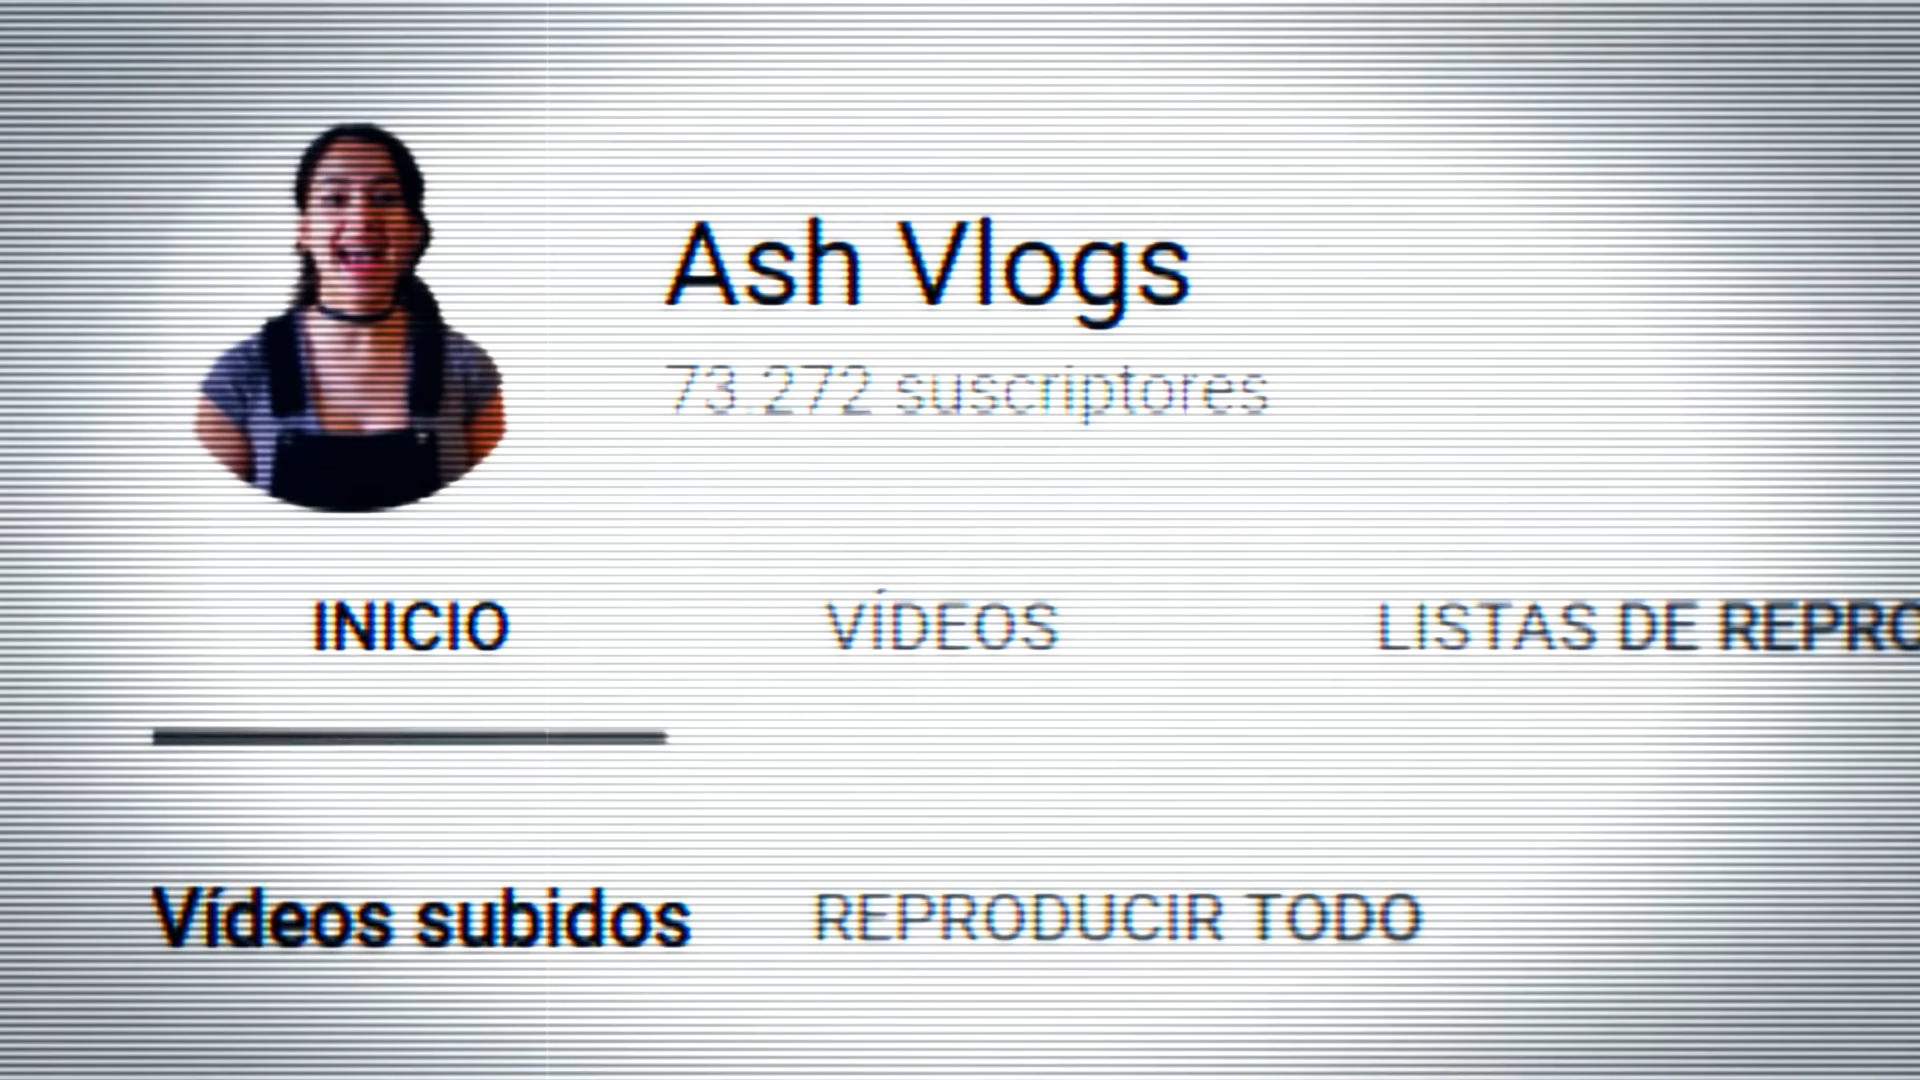 Ash Vlogs
73.272 suscriptores
INICIO VÍDEOS LISTAS DE REPRO
Vídeos subidos REPRODUCIR TODO